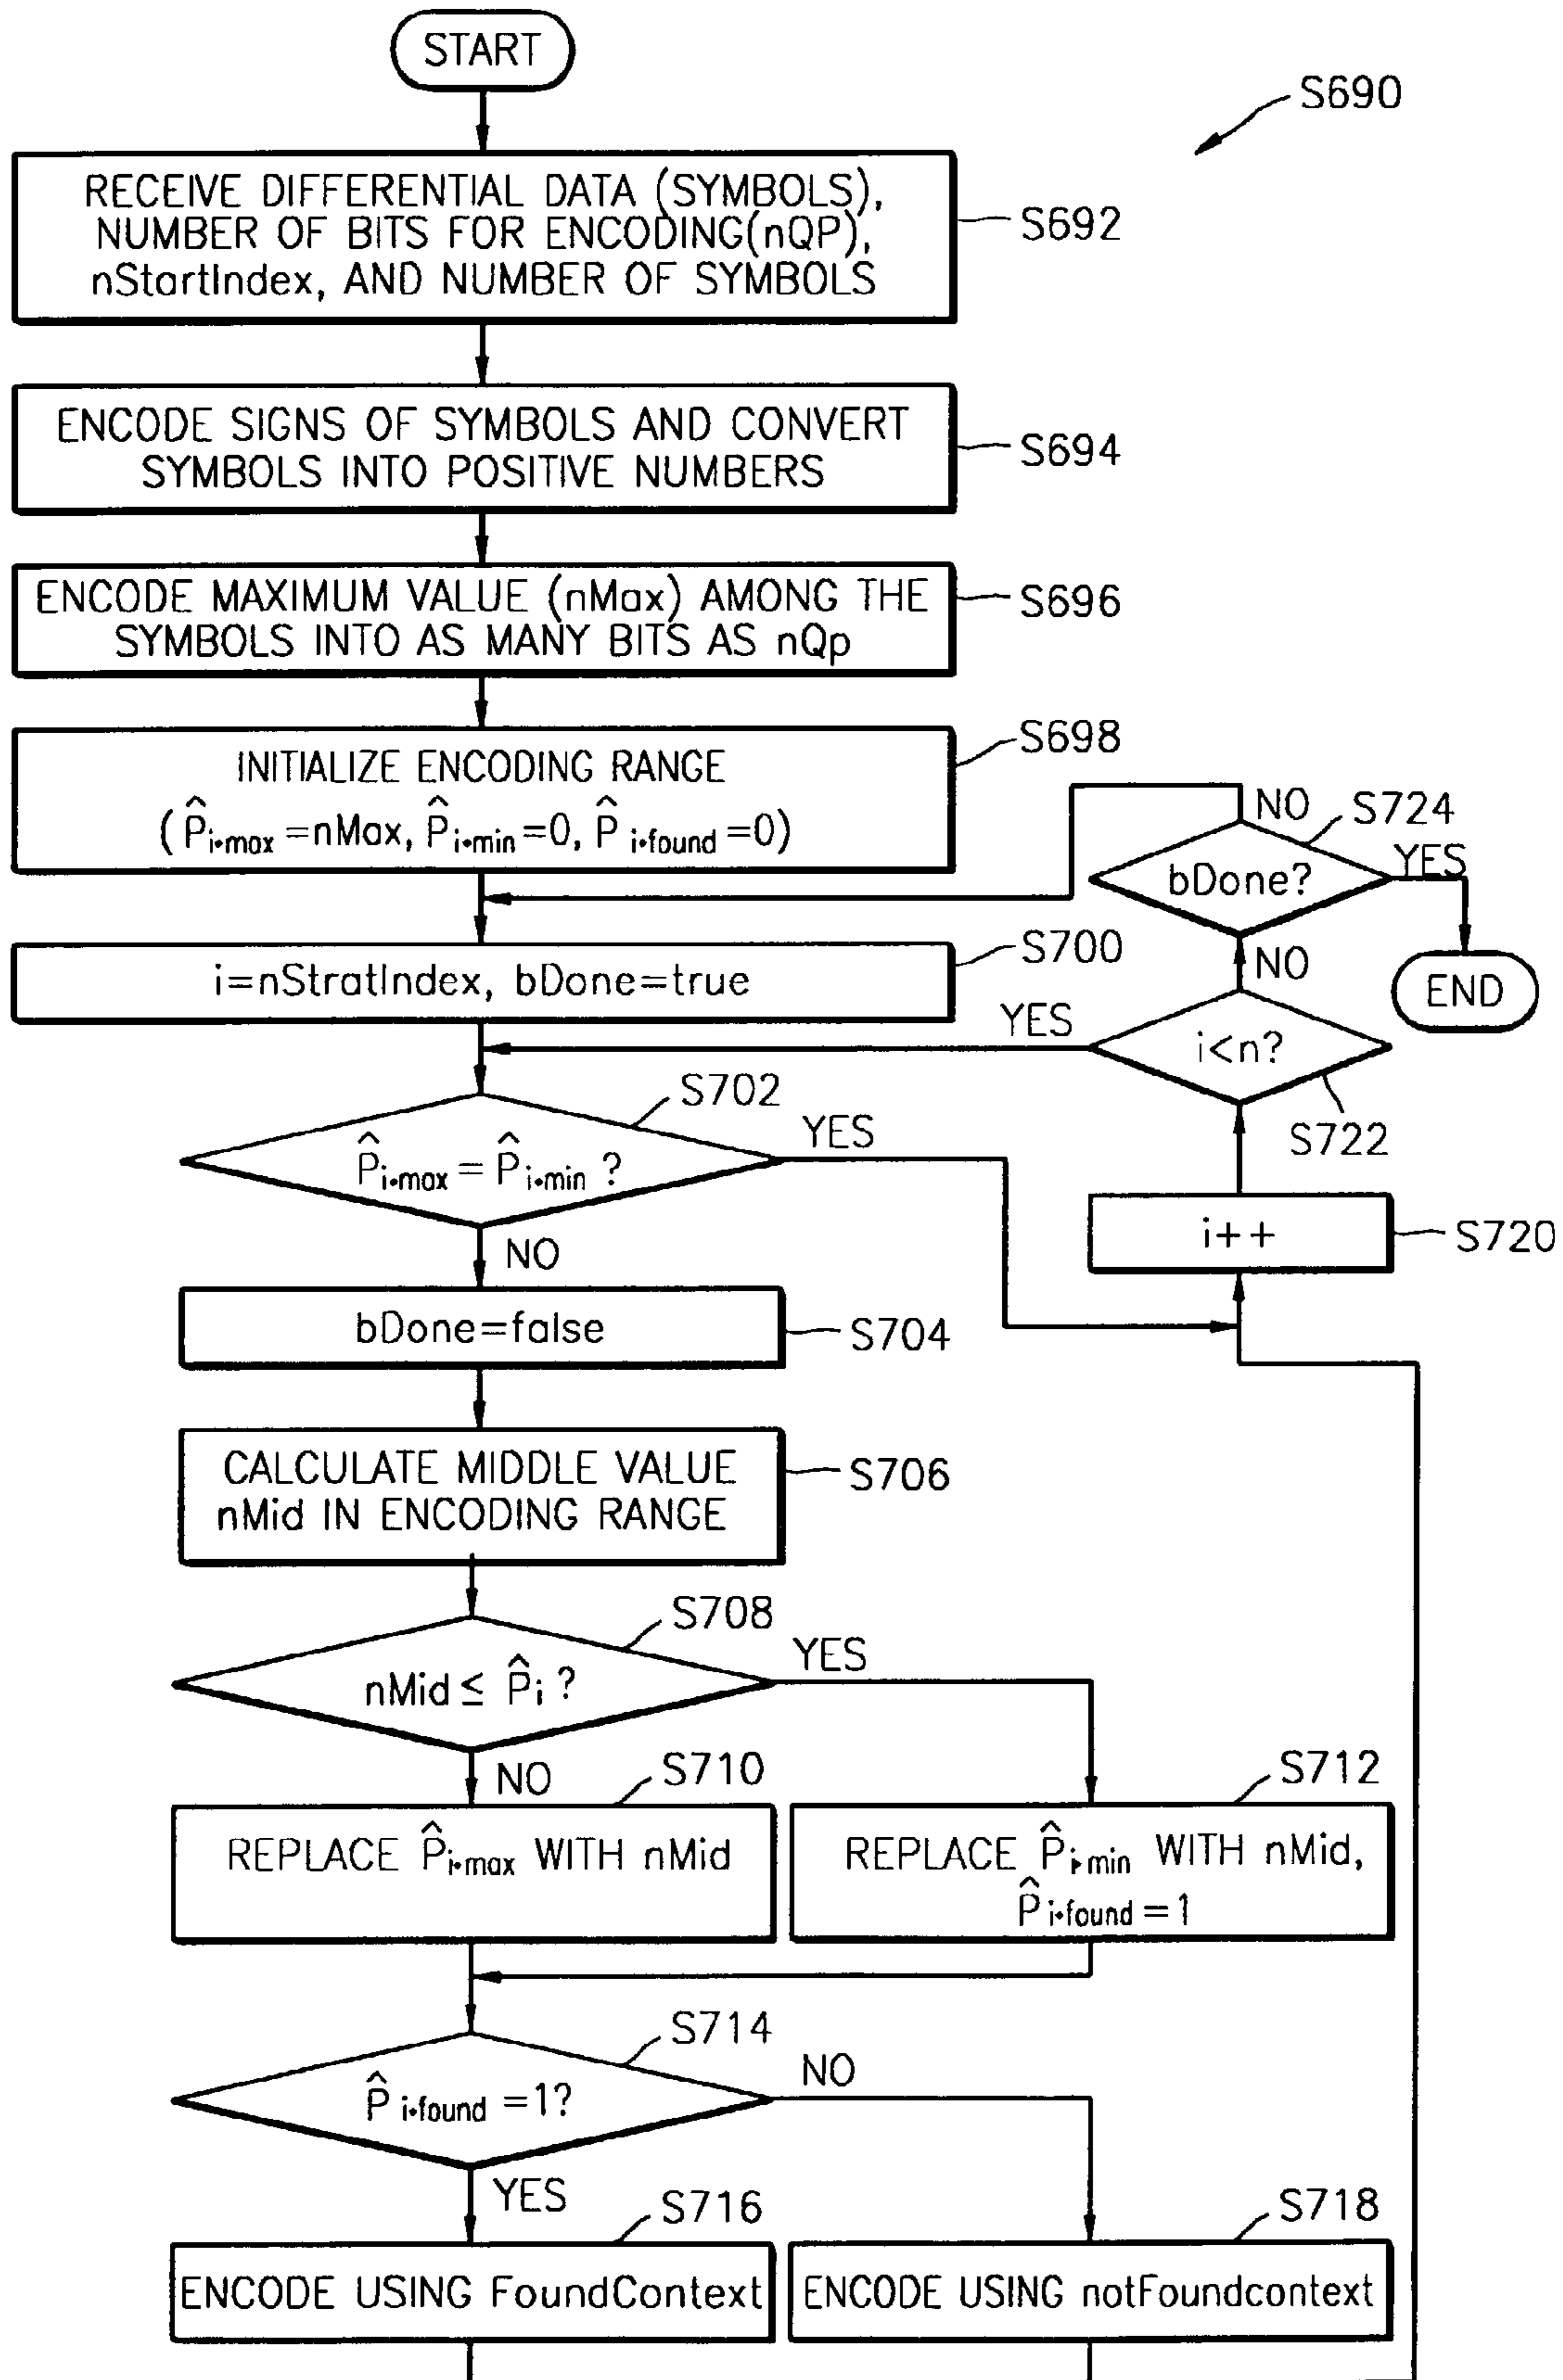 START
S690
RECEIVE DIFFERENTIAL DATA (SYMBOLS),
NUMBER OF BITS FOR ENCODING(nQP),
nStartIndex, AND NUMBER OF SYMBOLS
S692
ENCODE SIGNS OF SYMBOLS AND CONVERT
SYMBOLS INTO POSITIVE NUMBERS
S694
ENCODE MAXIMUM VALUE (nMax) AMONG THE
SYMBOLS INTO AS MANY BITS AS nQp
S696
INITIALIZE ENCODING RANGE
(P̂i·max=nMax, P̂i·min=0, P̂i·found=0)
S698
NO
S724
bDone?
YES
END
i=nStratIndex, bDone=true
S700
NO
YES
i<n?
S722
S702
P̂i·max=P̂i·min?
YES
NO
i++
S720
bDone=false
S704
CALCULATE MIDDLE VALUE
nMid IN ENCODING RANGE
S706
S708
nMid≤ P̂i?
YES
NO
S710
REPLACE P̂i·max WITH nMid
S712
REPLACE P̂i·min WITH nMid,
P̂i·found=1
S714
P̂i·found=1?
NO
YES
S716
ENCODE USING FoundContext
S718
ENCODE USING notFoundcontext